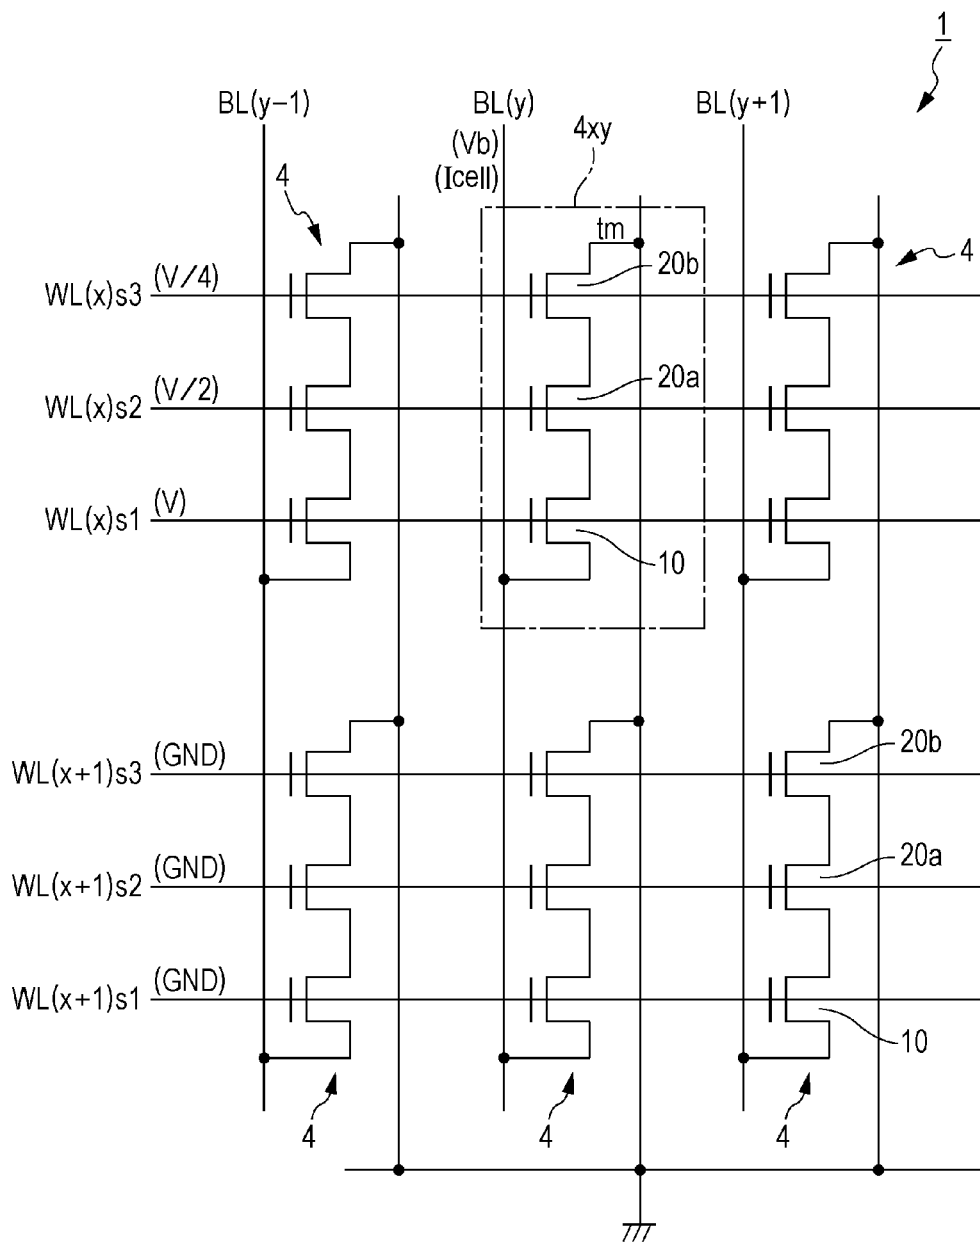 1
BL(y-1)
BL(y)
BL(y+1)
(Vb)
4xy
(Icell)
4
tm
4
WL(x)s3
(V/4)
20b
WL(x)s2
(V/2)
20a
WL(x)s1
(V)
10
WL(x+1)s3
(GND)
20b
WL(x+1)s2
(GND)
20a
WL(x+1)s1
(GND)
10
4
4
4